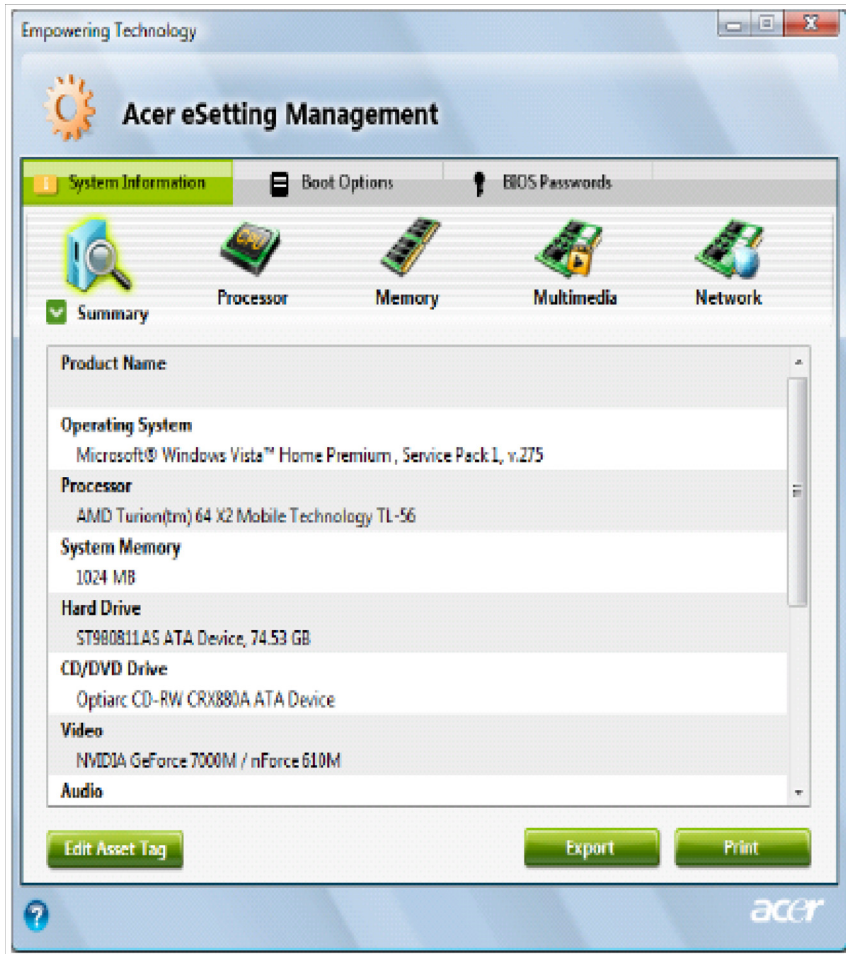 Empowering Technology
Acer eSetting Management
System Information
Boot Options
BIOS Passwords
CPU
Summary
Processor
Memory
Multimedia
Network
Product Name
Operating System
Microsoft® Windows Vista™ Home Premium , Service Pack 1, v.275
Processor
AMD Turion(tm) 64 X2 Mobile Technology TL-56
System Memory
1024 MB
Hard Drive
ST980811AS ATA Device, 74.53 GB
CD/DVD Drive
Optiarc CD-RW CRX880A ATA Device
Video
NVIDIA GeForce 7000M / nForce 610M
Audio
Edit Asset Tag
Export
Print
?
acer